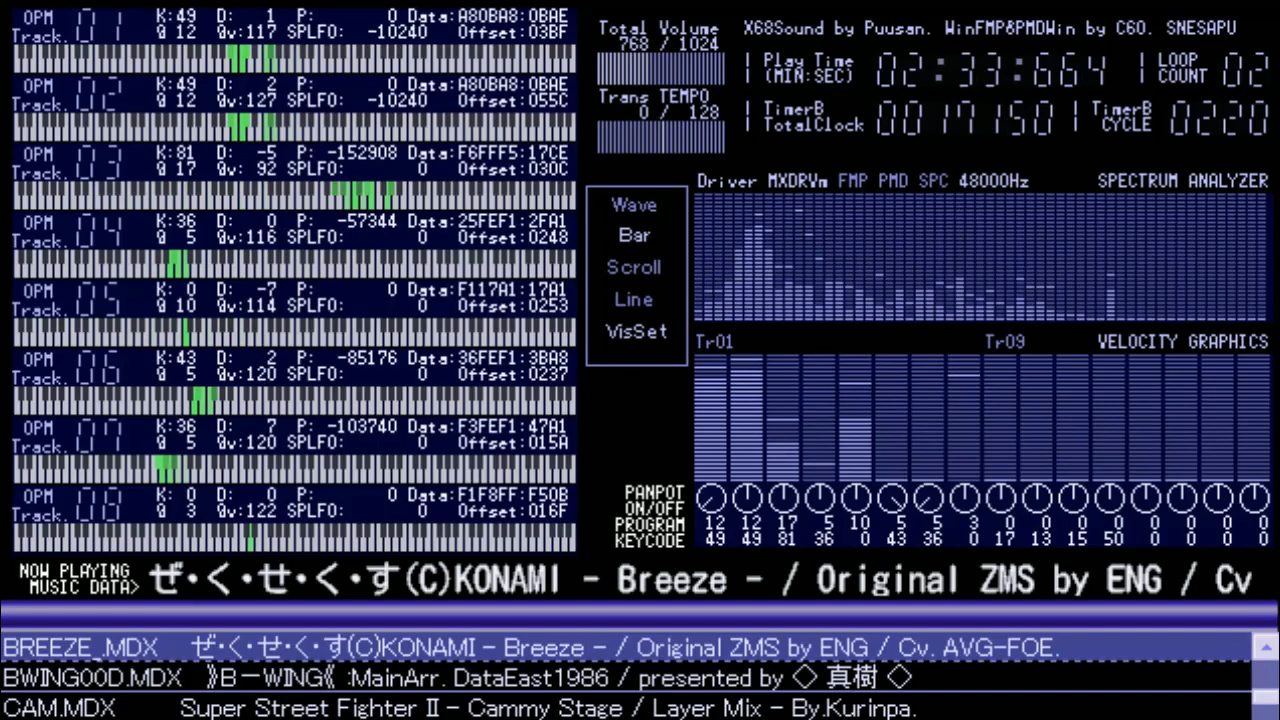 OPM Track. 01 K: 49 D: 1 P: 0 Data:A80BA8:0BAE
@ 12 @v:117 SPLFO: -10240 Offset:03BF
OPM Track. 02 K: 49 D: 2 P: 0 Data:A80BA8:0BAE
@ 12 @v:127 SPLFO: -10240 Offset:055C
OPM Track. 03 K: 81 D: -5 P: -152908 Data:F6FFF5:17CE
@ 17 @v: 92 SPLFO: 0 Offset:030C
OPM Track. 04 K: 36 D: 0 P: -57344 Data:25FEF1:2FA1
@ 5 @v:116 SPLFO: 0 Offset:0248
OPM Track. 05 K: 0 D: -7 P: 0 Data:F117A1:17A1
@ 10 @v:114 SPLFO: 0 Offset:0253
OPM Track. 06 K: 43 D: 2 P: -85176 Data:36FEF1:3BA8
@ 5 @v:120 SPLFO: 0 Offset:0237
OPM Track. 07 K: 36 D: 7 P: -103740 Data:F3FEF1:47A1
@ 5 @v:120 SPLFO: 0 Offset:015A
OPM Track. 08 K: 0 D: 0 P: 0 Data:F1F8FF:F50B
@ 3 @v:122 SPLFO: 0 Offset:016F
Total Volume
768 / 1024
Trans TEMPO
0 / 128
X68Sound by Puusan. WinFMP&PMDWin by C60. SNESAPU
Play Time (MIN:SEC) 02:33:664 LOOP COUNT 02
TimerB TotalClock 0017150 TimerB CYCLE 0220
Wave
Bar
Scroll
Line
VisSet
Driver MXDRVm FMP PMD SPC 48000Hz SPECTRUM ANALYZER
Tr01 Tr09 VELOCITY GRAPHICS
PANPOT
ON/OFF
PROGRAM 12 12 17 5 10 5 5 3 0 0 0 0 0 0 0 0
KEYCODE 49 49 81 36 0 43 36 0 17 13 15 50 0 0 0 0
NOW PLAYING
MUSIC DATA> ぜ・く・せ・く・す(C)KONAMI - Breeze - / Original ZMS by ENG / Cv
BREEZE_.MDX ぜ・く・せ・く・す(C)KONAMI - Breeze - / Original ZMS by ENG / Cv. AVG-FOE.
BWING00D.MDX 》B－WING《 :MainArr. DataEast1986 / presented by ◇ 真樹 ◇
CAM.MDX Super Street Fighter II - Cammy Stage / Layer Mix - By.Kurinpa.